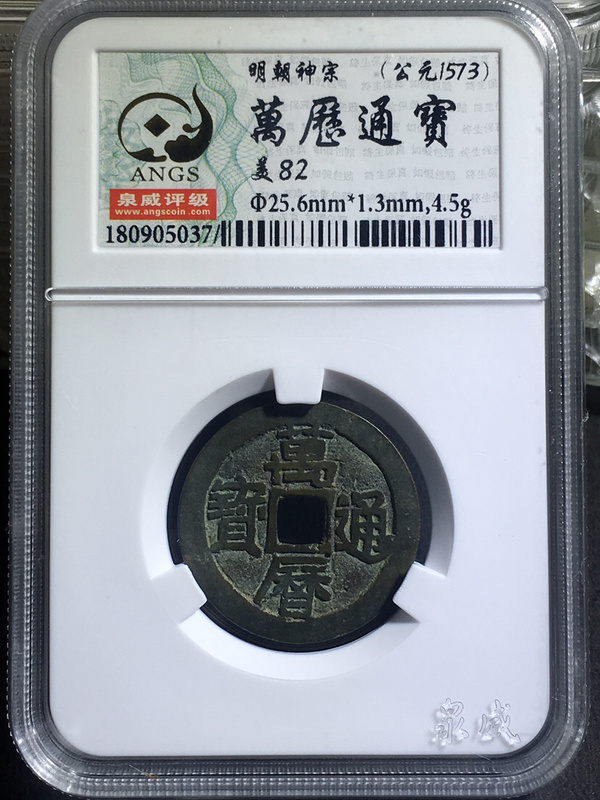 明朝神宗 （公元1573）
萬歷通寶
美82
ANGS
泉威评级
www.angscoin.com
Φ25.6mm*1.3mm,4.5g
180905037/
萬曆通寶
泉威